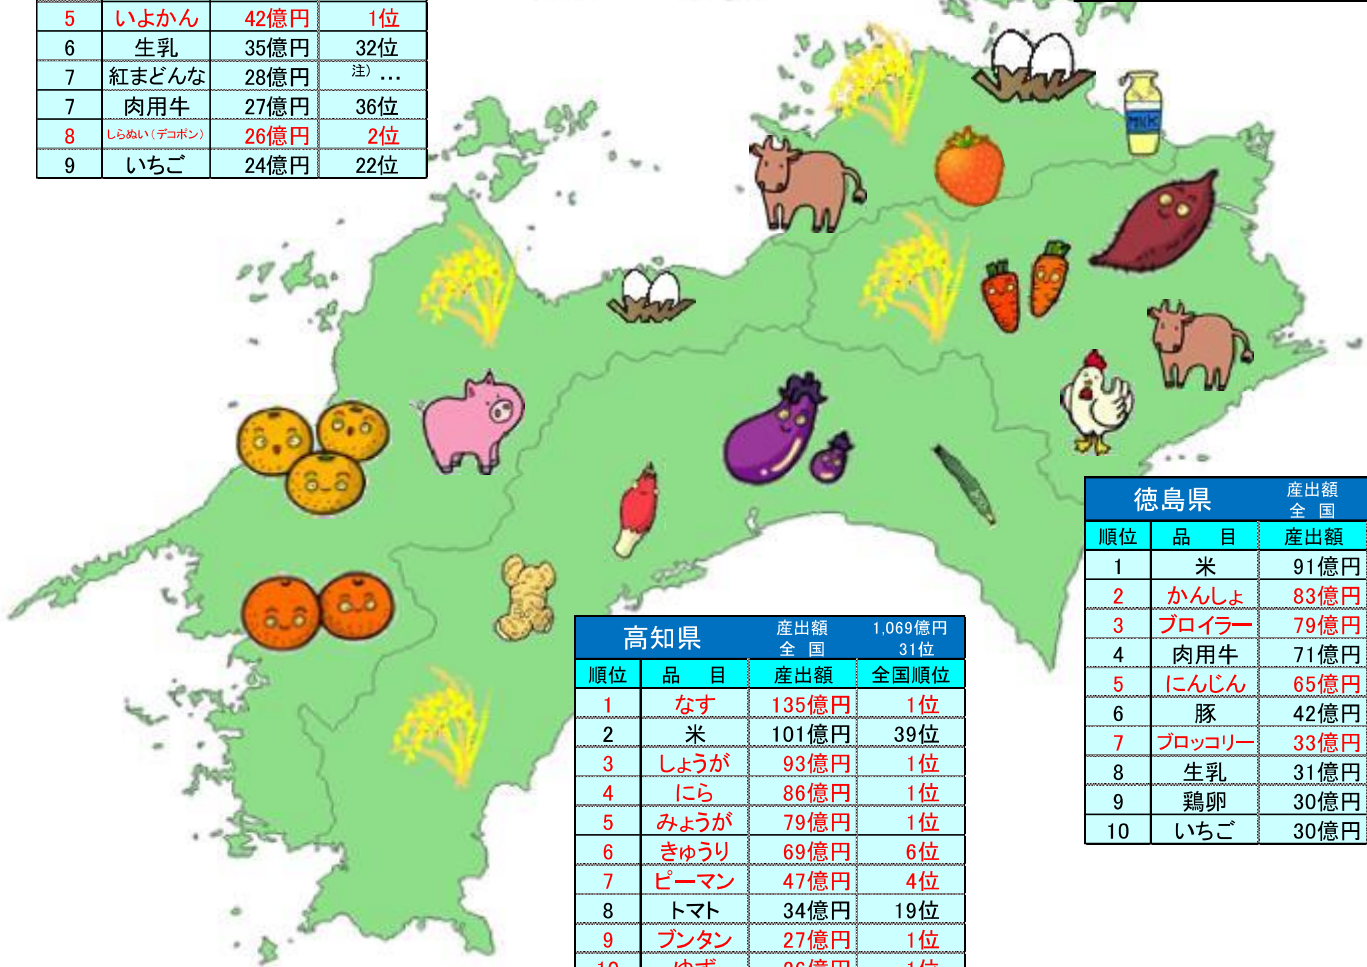 5 いよかん 42億円 1位
6 生乳 35億円 32位
7 紅まどんな 28億円 注）…
7 肉用牛 27億円 36位
8 しらぬい（デコポン） 26億円 2位
9 いちご 24億円 22位
MILK
徳島県 産出額
全 国
順位 品 目 産出額
1 米 91億円
2 かんしょ 83億円
3 ブロイラー 79億円
4 肉用牛 71億円
5 にんじん 65億円
6 豚 42億円
7 ブロッコリー 33億円
8 生乳 31億円
9 鶏卵 30億円
10 いちご 30億円
高知県 産出額 1,069億円
全 国 31位
順位 品 目 産出額 全国順位
1 なす 135億円 1位
2 米 101億円 39位
3 しょうが 93億円 1位
4 にら 86億円 1位
5 みょうが 79億円 1位
6 きゅうり 69億円 6位
7 ピーマン 47億円 4位
8 トマト 34億円 19位
9 ブンタン 27億円 1位
10 ゆず 26億円 1位